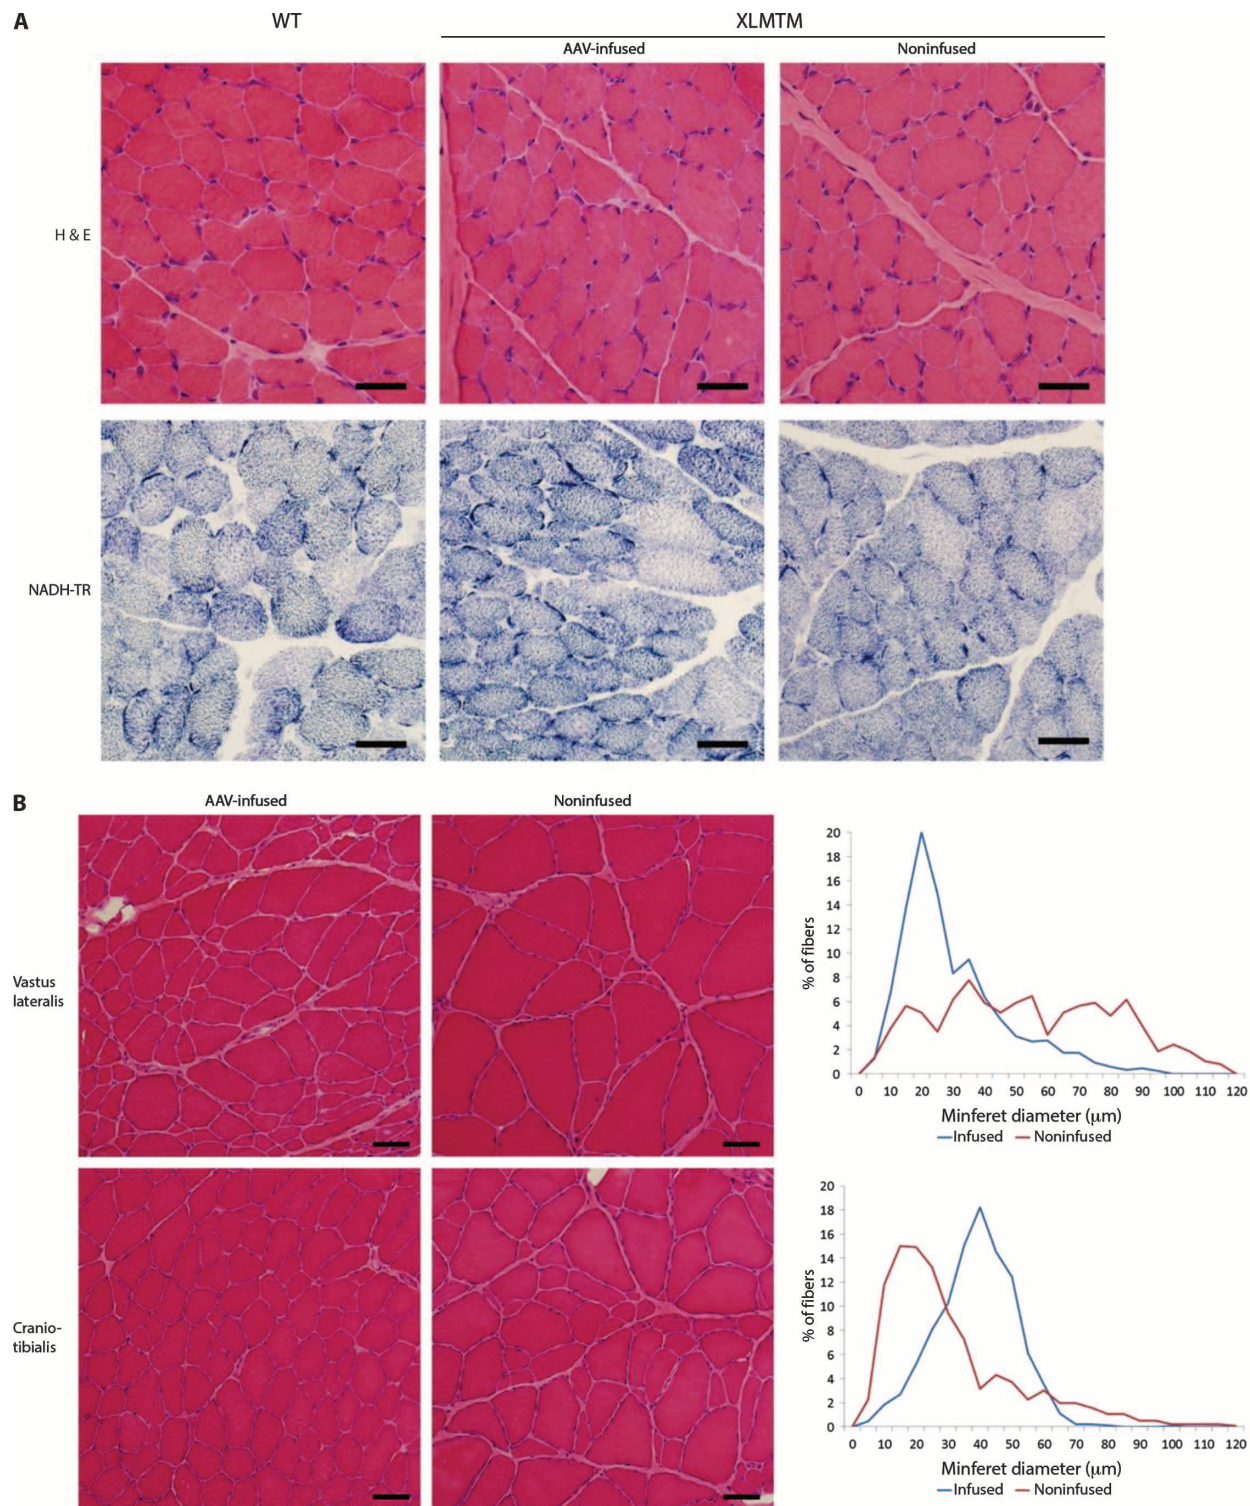 A
WT
XLMTM
AAV-infused
Noninfused
H & E
NADH-TR
B
AAV-infused
Noninfused
Vastus
lateralis
% of fibers
20
18
16
14
12
10
8
6
4
2
0
0 10 20 30 40 50 60 70 80 90 100 110 120
Minferet diameter (μm)
Infused Noninfused
Cranio-
tibialis
% of fibers
20
18
16
14
12
10
8
6
4
2
0
0 10 20 30 40 50 60 70 80 90 100 110 120
Minferet diameter (μm)
Infused Noninfused